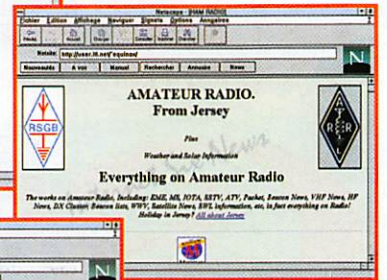 Netscape - [HAM RADIO]
Fichier Edition Affichage Naviguer Signets Options Annuaires
Netsite: http://user.itl.net/~equinox/
Nouveautés A voir Manuel Rechercher Annuaire News
N
AMATEUR RADIO.
From Jersey
RSGB
Plus
Weather and Solar Information
Everything on Amateur Radio
The works on Amateur Radio, Including: EME, MS, IOTA, SSTV, ATV, Packet, Beacon News, VHF News, HF
News, DX Cluster, Beacon lists, WWV, Satellite News, SWL information, etc, in fact everything on Radio!
Holiday in Jersey? All about Jersey
N